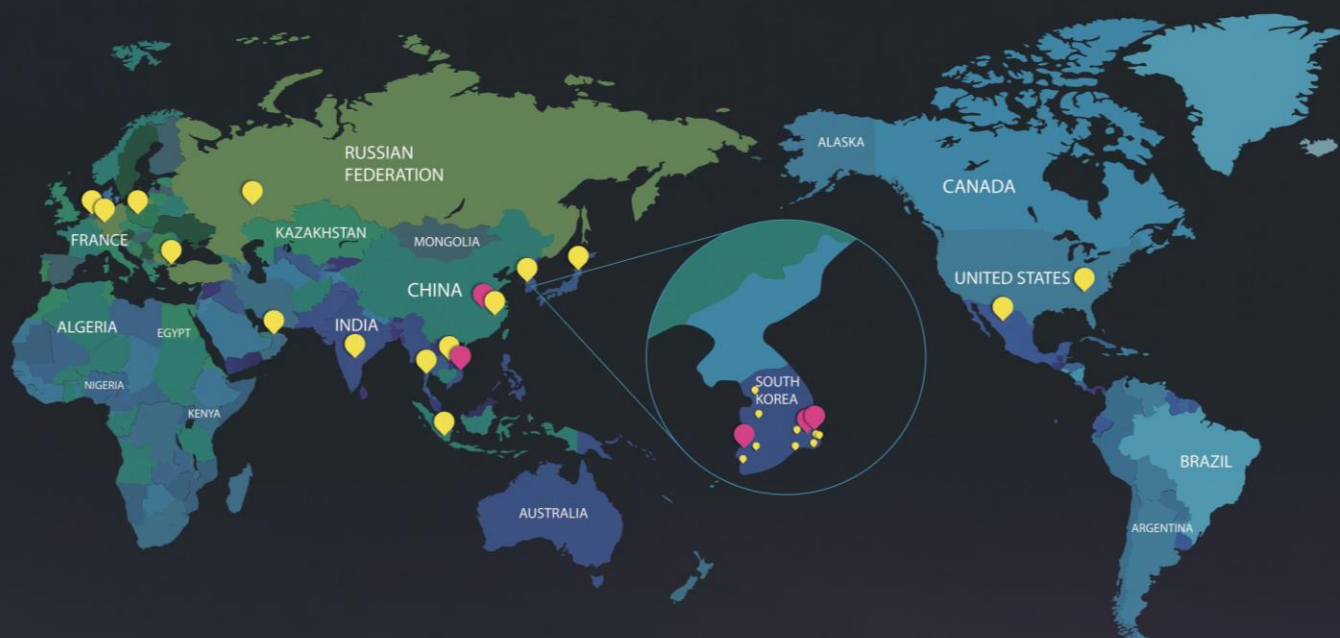 ALASKA
RUSSIAN
FEDERATION
CANADA
KAZAKHSTAN
FRANCE
MONGOLIA
UNITED STATES
CHINA
ALGERIA
EGYPT
INDIA
NIGERIA
SOUTH
KOREA
KENYA
BRAZIL
AUSTRALIA
ARGENTINA